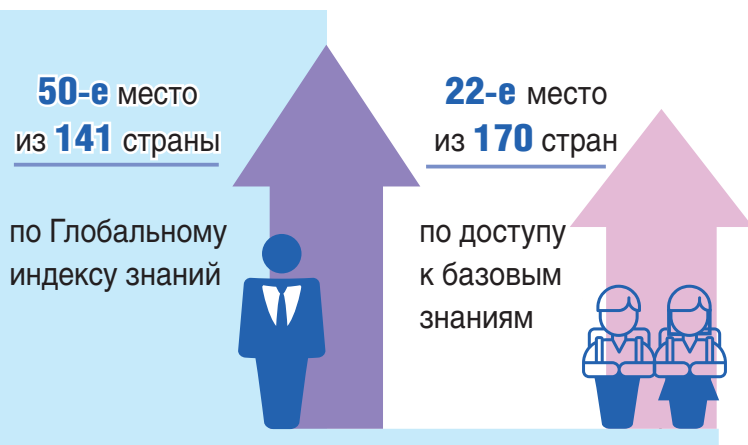 50-е место
из 141 страны
по Глобальному
индексу знаний
22-е место
из 170 стран
по доступу
к базовым
знаниям